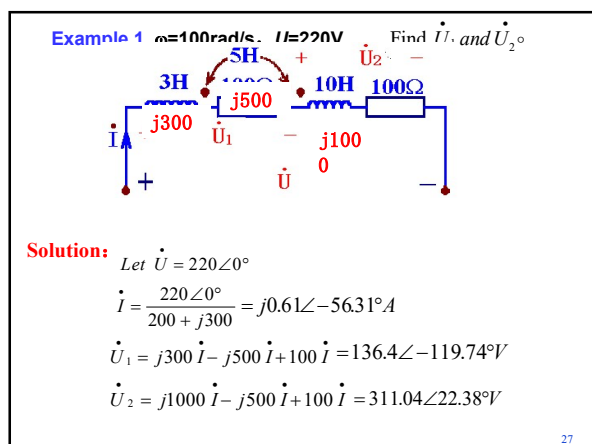 Example 1 ω=100rad/s, U=220V Find U̇₁ and U̇₂。
5H + U̇₂ −
3H 100Ω 10H 100Ω
j500
j300
İ U̇₁ − j100
0
U̇
+ −
Solution：
Let U̇ = 220∠0°
İ = 220∠0° / (200 + j300) = j0.61∠−56.31°A
U̇₁ = j300 İ − j500 İ + 100 İ = 136.4∠−119.74°V
U̇₂ = j1000 İ − j500 İ + 100 İ = 311.04∠22.38°V
27